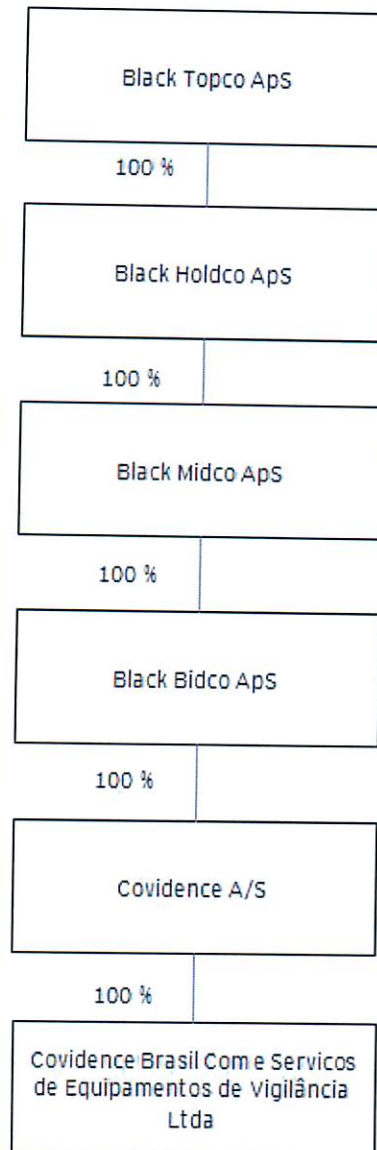 Black Topco ApS
100 %
Black Holdco ApS
100 %
Black Midco ApS
100 %
Black Bidco ApS
100 %
Covidence A/S
100 %
Covidence Brasil Com e Servicos
de Equipamentos de Vigilância
Ltda